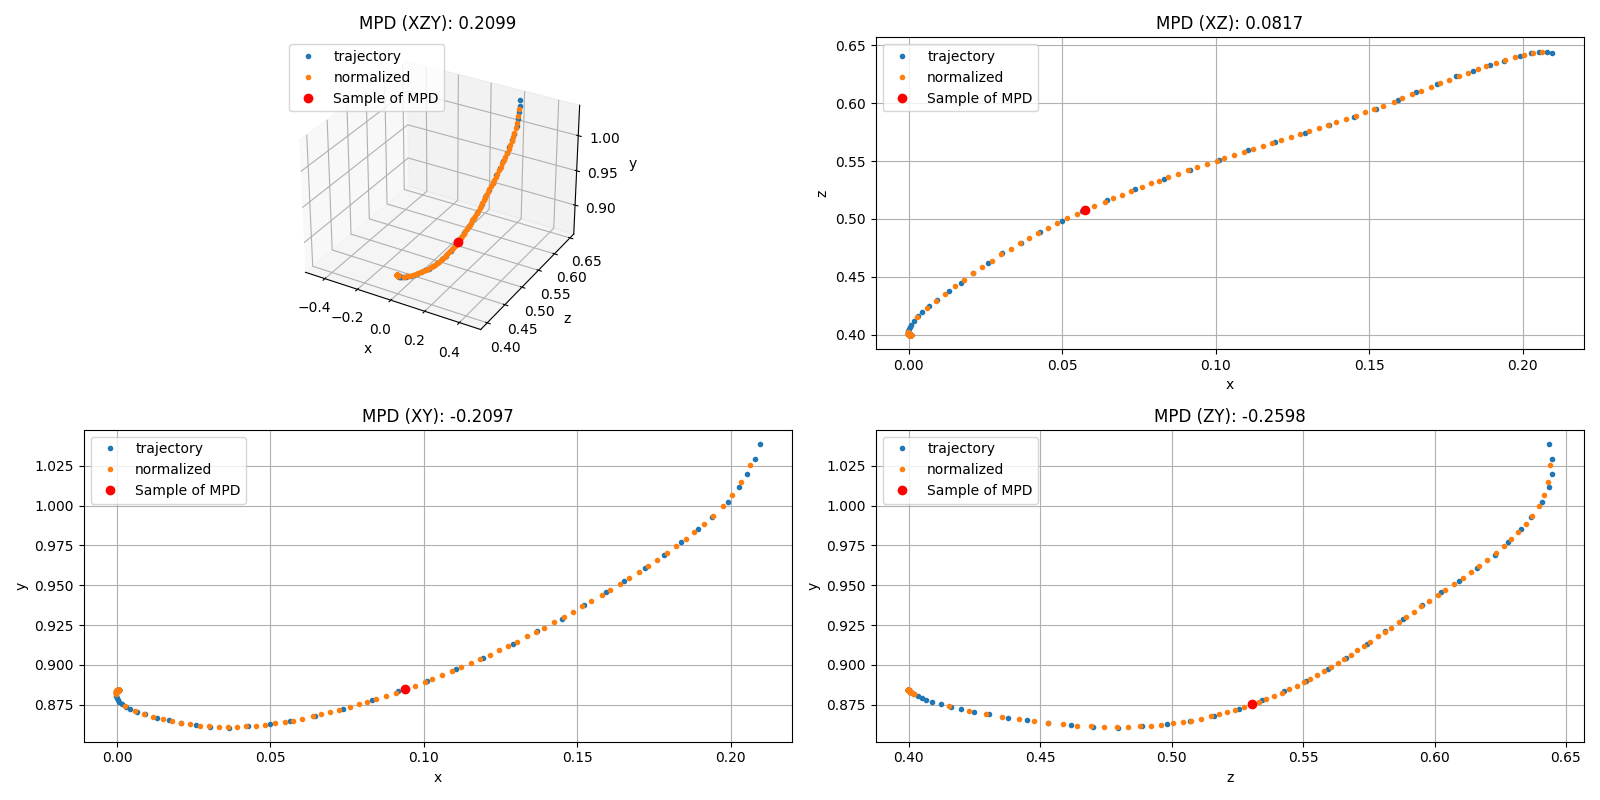 MPD (XZY): 0.2099
trajectory
normalized
Sample of MPD
1.00
0.95
0.90
y
0.65
0.60
0.55
0.50
0.45
0.40
z
−0.4
−0.2
0.0
0.2
0.4
x
MPD (XZ): 0.0817
trajectory
normalized
Sample of MPD
0.65
0.60
0.55
0.50
0.45
0.40
z
0.00 0.05 0.10 0.15 0.20
x
MPD (XY): -0.2097
trajectory
normalized
Sample of MPD
1.025
1.000
0.975
0.950
0.925
0.900
0.875
y
0.00 0.05 0.10 0.15 0.20
x
MPD (ZY): -0.2598
trajectory
normalized
Sample of MPD
1.025
1.000
0.975
0.950
0.925
0.900
0.875
y
0.40 0.45 0.50 0.55 0.60 0.65
z